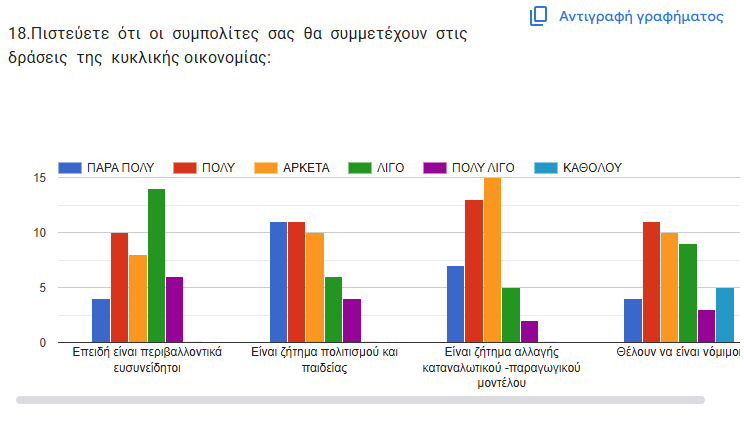 Αντιγραφή γραφήματος
18.Πιστεύετε ότι οι συμπολίτες σας θα συμμετέχουν στις
δράσεις της κυκλικής οικονομίας:
ΠΑΡΑ ΠΟΛΥ ΠΟΛΥ ΑΡΚΕΤΑ ΛΙΓΟ ΠΟΛΥ ΛΙΓΟ ΚΑΘΟΛΟΥ
15
10
5
0
Επειδή είναι περιβαλλοντικά
ευσυνείδητοι
Είναι ζήτημα πολιτισμού και
παιδείας
Είναι ζήτημα αλλαγής
καταναλωτικού -παραγωγικού
μοντέλου
Θέλουν να είναι νόμιμοι